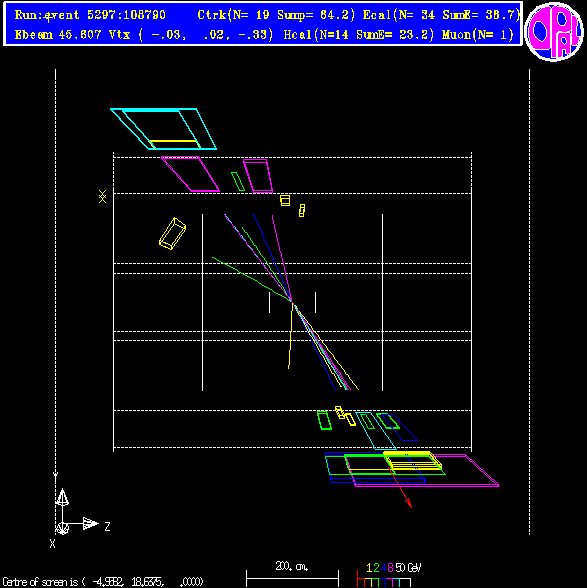 Run:event 5297:108790 Ctrk(N= 19 Sump= 64.2) Ecal(N= 34 SumE= 38.7)
Ebeam 45.607 Vtx ( -.03, .02, -.33) Hcal(N=14 SumE= 23.2) Muon(N= 1)
OPAL
Y
Z
X
200. cm.
1 2 4 8 50 GeV
Centre of screen is ( -4.9992, 18.6375, .0000)